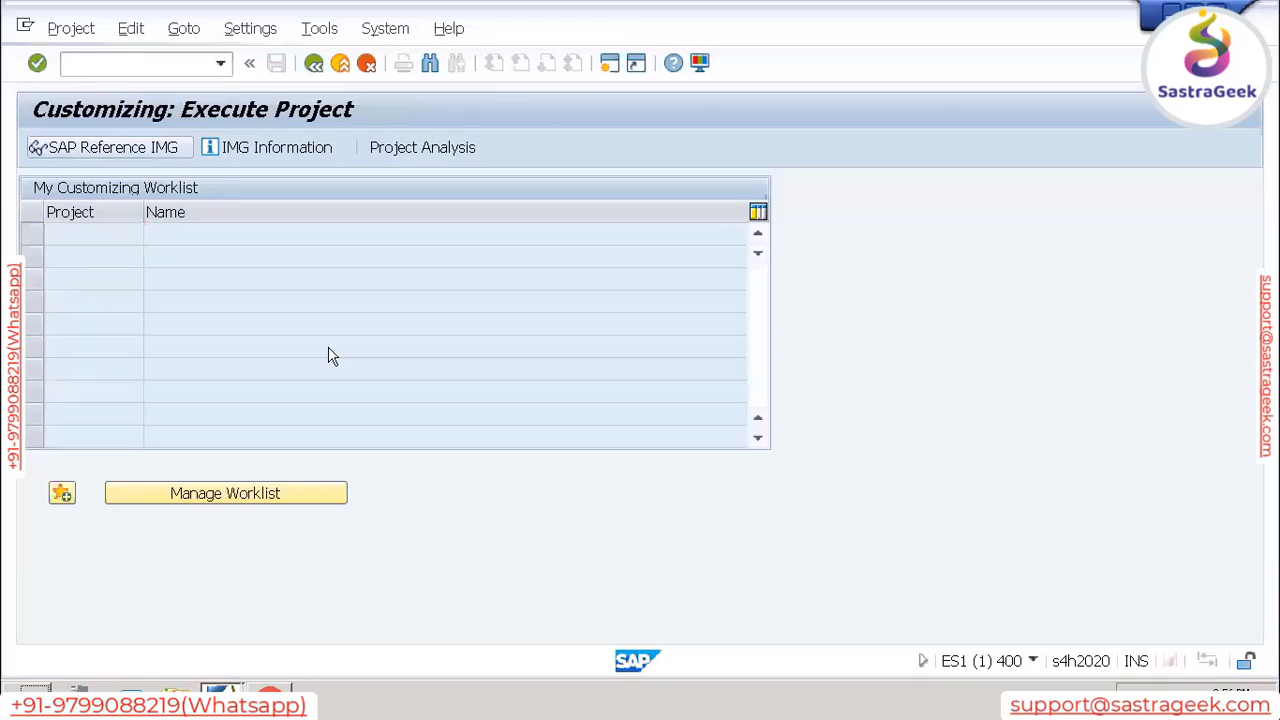 Project Edit Goto Settings Tools System Help
SastraGeek
Customizing: Execute Project
SAP Reference IMG IMG Information Project Analysis
My Customizing Worklist
Project Name
+91-9799088219(Whatsapp)
support@sastrageek.com
Manage Worklist
SAP ES1 (1) 400 s4h2020 INS
+91-9799088219(Whatsapp) support@sastrageek.com